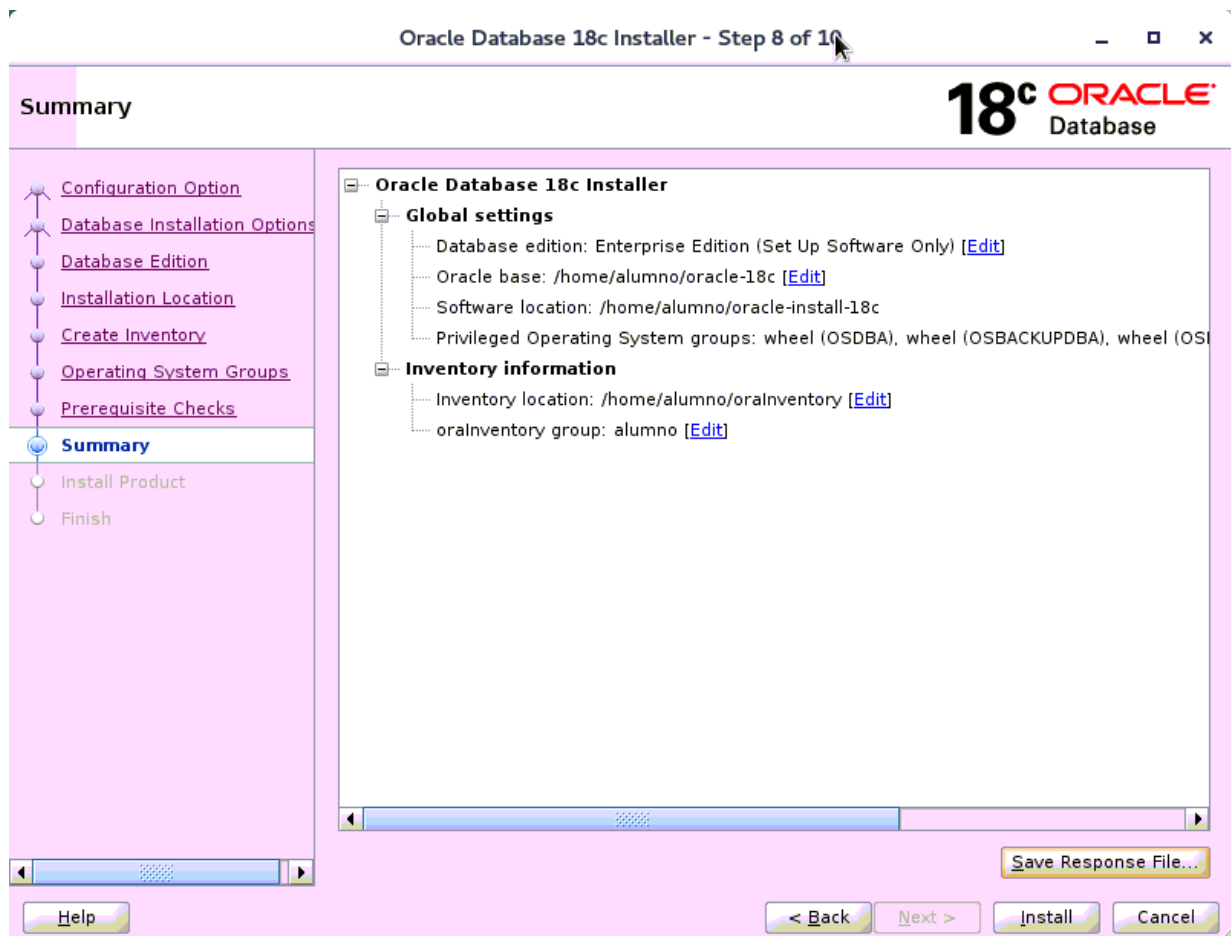 Oracle Database 18c Installer - Step 8 of 10
Summary
18c ORACLE
Database
Configuration Option
Database Installation Options
Database Edition
Installation Location
Create Inventory
Operating System Groups
Prerequisite Checks
Summary
Install Product
Finish
Oracle Database 18c Installer
Global settings
Database edition: Enterprise Edition (Set Up Software Only) [Edit]
Oracle base: /home/alumno/oracle-18c [Edit]
Software location: /home/alumno/oracle-install-18c
Privileged Operating System groups: wheel (OSDBA), wheel (OSBACKUPDBA), wheel
Inventory information
Inventory location: /home/alumno/oraInventory [Edit]
oraInventory group: alumno [Edit]
Save Response File...
Help
< Back
Next >
Install
Cancel